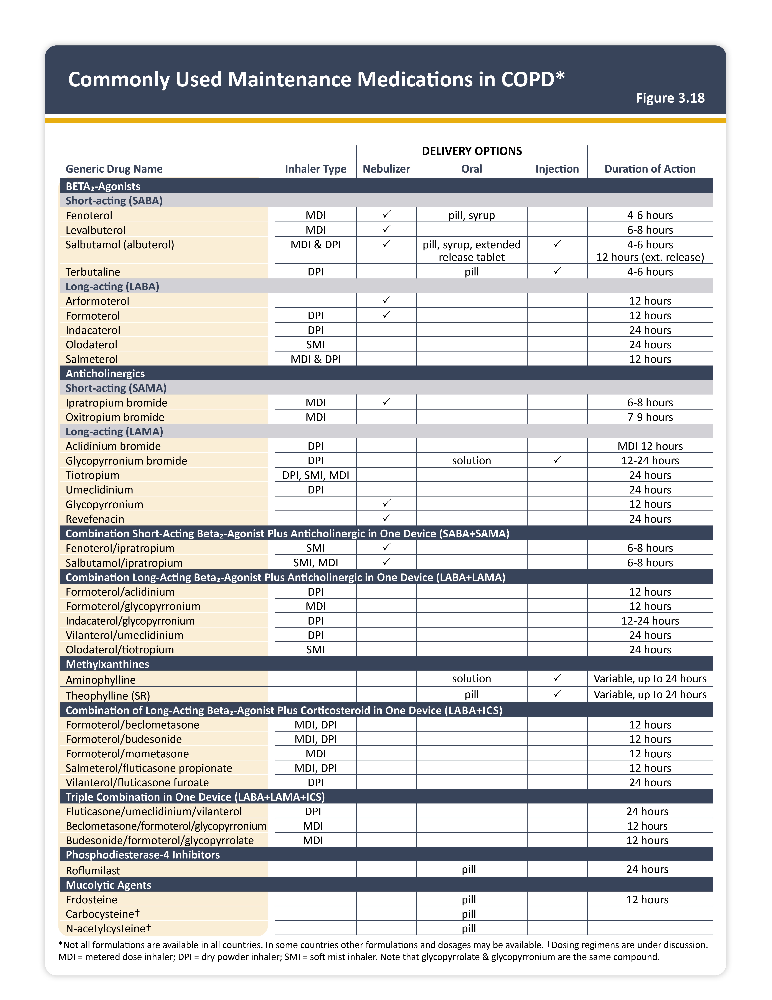 Commonly Used Maintenance Medications in COPD*
Figure 3.18
DELIVERY OPTIONS
Generic Drug Name Inhaler Type Nebulizer Oral Injection Duration of Action
BETA₂-Agonists
Short-acting (SABA)
Fenoterol MDI ✓ pill, syrup 4-6 hours
Levalbuterol MDI ✓ 6-8 hours
Salbutamol (albuterol) MDI & DPI ✓ pill, syrup, extended ✓ 4-6 hours
release tablet 12 hours (ext. release)
Terbutaline DPI pill ✓ 4-6 hours
Long-acting (LABA)
Arformoterol ✓ 12 hours
Formoterol DPI ✓ 12 hours
Indacaterol DPI 24 hours
Olodaterol SMI 24 hours
Salmeterol MDI & DPI 12 hours
Anticholinergics
Short-acting (SAMA)
Ipratropium bromide MDI ✓ 6-8 hours
Oxitropium bromide MDI 7-9 hours
Long-acting (LAMA)
Aclidinium bromide DPI MDI 12 hours
Glycopyrronium bromide DPI solution ✓ 12-24 hours
Tiotropium DPI, SMI, MDI 24 hours
Umeclidinium DPI 24 hours
Glycopyrronium ✓ 12 hours
Revefenacin ✓ 24 hours
Combination Short-Acting Beta₂-Agonist Plus Anticholinergic in One Device (SABA+SAMA)
Fenoterol/ipratropium SMI ✓ 6-8 hours
Salbutamol/ipratropium SMI, MDI ✓ 6-8 hours
Combination Long-Acting Beta₂-Agonist Plus Anticholinergic in One Device (LABA+LAMA)
Formoterol/aclidinium DPI 12 hours
Formoterol/glycopyrronium MDI 12 hours
Indacaterol/glycopyrronium DPI 12-24 hours
Vilanterol/umeclidinium DPI 24 hours
Olodaterol/tiotropium SMI 24 hours
Methylxanthines
Aminophylline solution ✓ Variable, up to 24 hours
Theophylline (SR) pill ✓ Variable, up to 24 hours
Combination of Long-Acting Beta₂-Agonist Plus Corticosteroid in One Device (LABA+ICS)
Formoterol/beclometasone MDI, DPI 12 hours
Formoterol/budesonide MDI, DPI 12 hours
Formoterol/mometasone MDI 12 hours
Salmeterol/fluticasone propionate MDI, DPI 12 hours
Vilanterol/fluticasone furoate DPI 24 hours
Triple Combination in One Device (LABA+LAMA+ICS)
Fluticasone/umeclidinium/vilanterol DPI 24 hours
Beclometasone/formoterol/glycopyrronium MDI 12 hours
Budesonide/formoterol/glycopyrrolate MDI 12 hours
Phosphodiesterase-4 Inhibitors
Roflumilast pill 24 hours
Mucolytic Agents
Erdosteine pill 12 hours
Carbocysteine† pill
N-acetylcysteine† pill
*Not all formulations are available in all countries. In some countries other formulations and dosages may be available. †Dosing regimens are under discussion.
MDI = metered dose inhaler; DPI = dry powder inhaler; SMI = soft mist inhaler. Note that glycopyrrolate & glycopyrronium are the same compound.